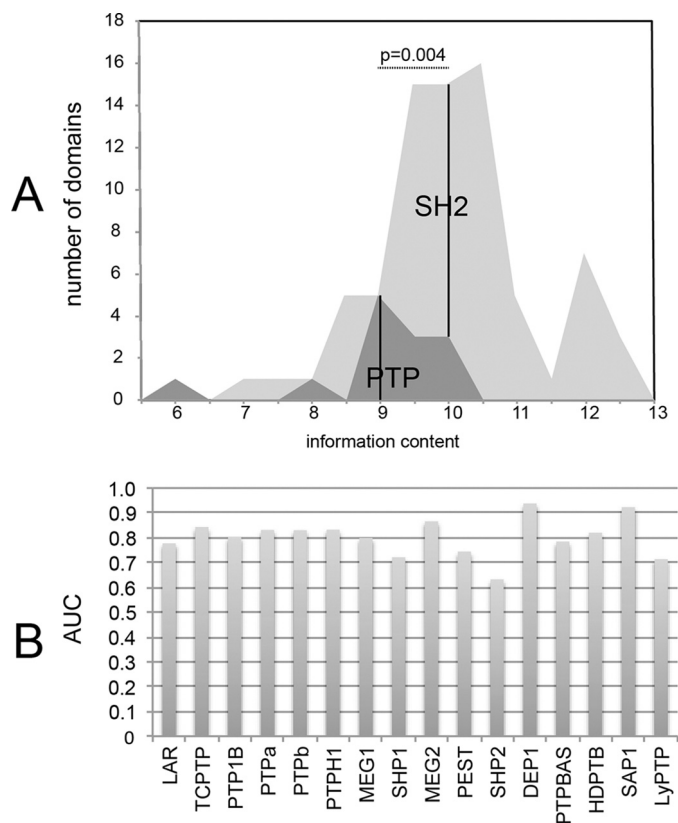 A
number of domains
18
16
14
12
10
8
6
4
2
0
p=0.004
SH2
PTP
6 7 8 9 10 11 12 13
information content
B
AUC
1.0
0.9
0.8
0.7
0.6
0.5
0.4
0.3
0.2
0.1
0
LAR
TCPTP
PTP1B
PTPa
PTPb
PTPH1
MEG1
SHP1
MEG2
PEST
SHP2
DEP1
PTPBAS
HDPTB
SAP1
LyPTP